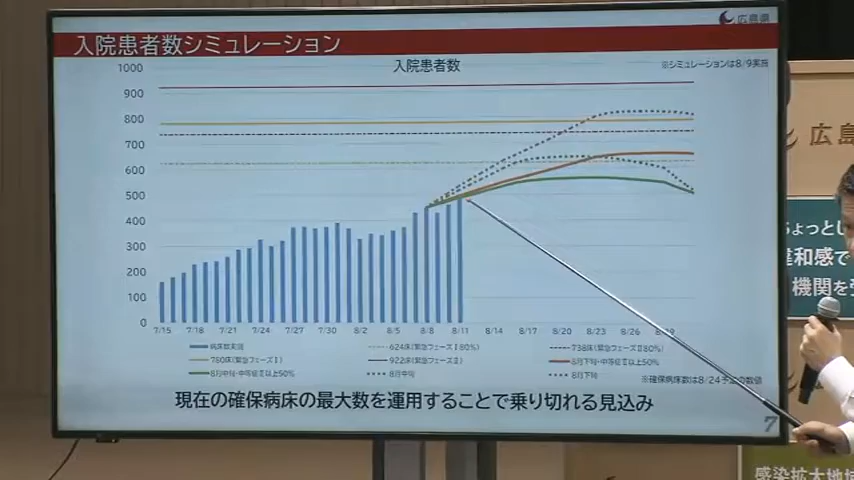 広島県
入院患者数シミュレーション
入院患者数
※シミュレーションは8/9実施
1000
900
800
700
600
500
400
300
200
100
0
7/15 7/18 7/21 7/24 7/27 7/30 8/2 8/5 8/8 8/11 8/14 8/17 8/20 8/23 8/26
624床(緊急フェーズⅠ80%)
738床(緊急フェーズⅡ80%)
780床(緊急フェーズⅠ)
922床(緊急フェーズⅡ)
8月下旬・中等症Ⅱ以上50%
8月中旬・中等症Ⅱ以上50%
8月中旬
8月下旬
※確保病床数は8/24予定の数値
現在の確保病床の最大数を運用することで乗り切れる見込み
7
広島
ちょっとし
違和感で
機関を
感染拡大地域